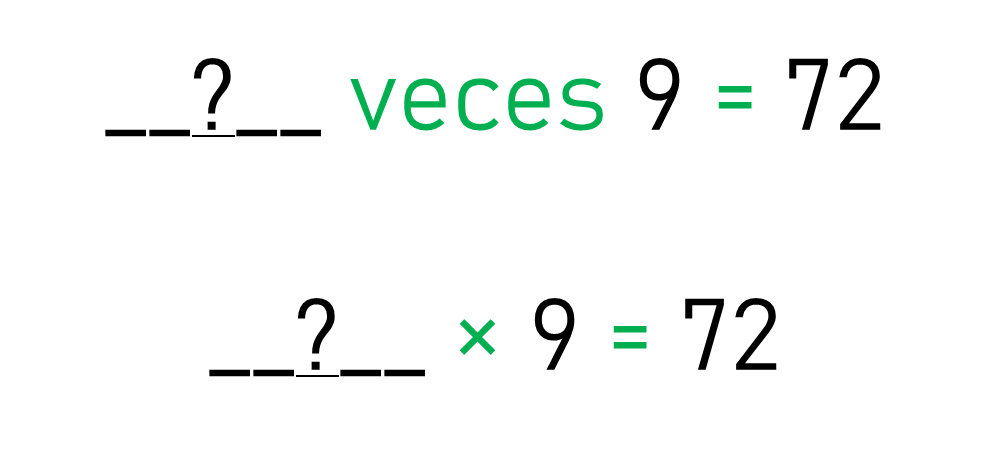 __?__ veces 9 = 72
__?__ × 9 = 72